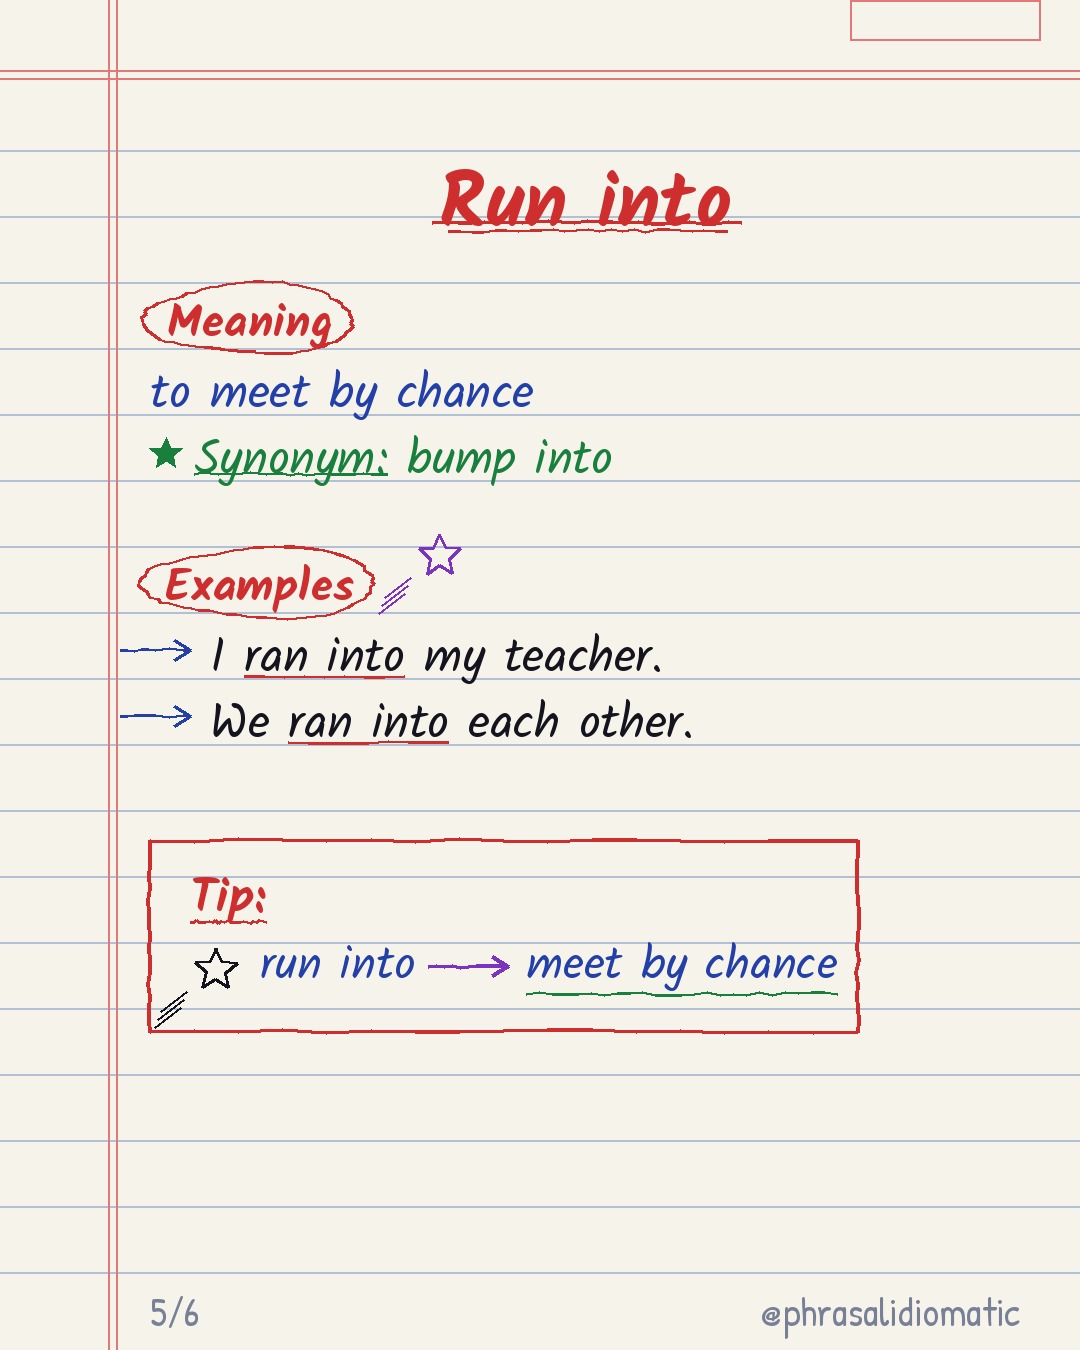 Run into
Meaning
to meet by chance
★ Synonym: bump into
Examples
→ I ran into my teacher.
→ We ran into each other.
Tip:
☆ run into → meet by chance
5/6
@phrasalidiomatic